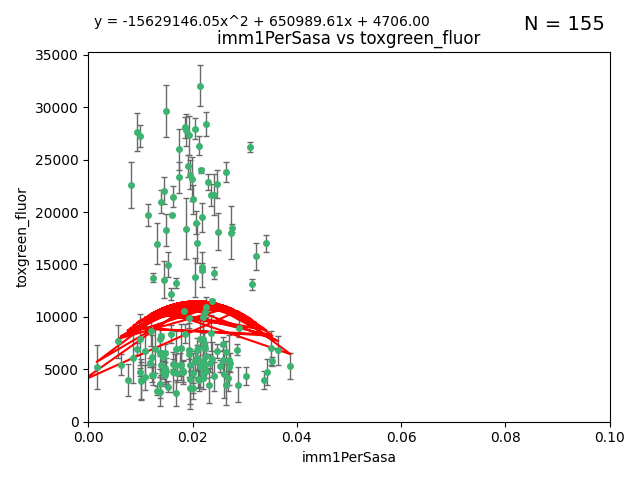 y = -15629146.05x^2 + 650989.61x + 4706.00
N = 155
imm1PerSasa vs toxgreen_fluor
35000
30000
25000
20000
15000
10000
5000
0
toxgreen_fluor
0.00 0.02 0.04 0.06 0.08 0.10
imm1PerSasa